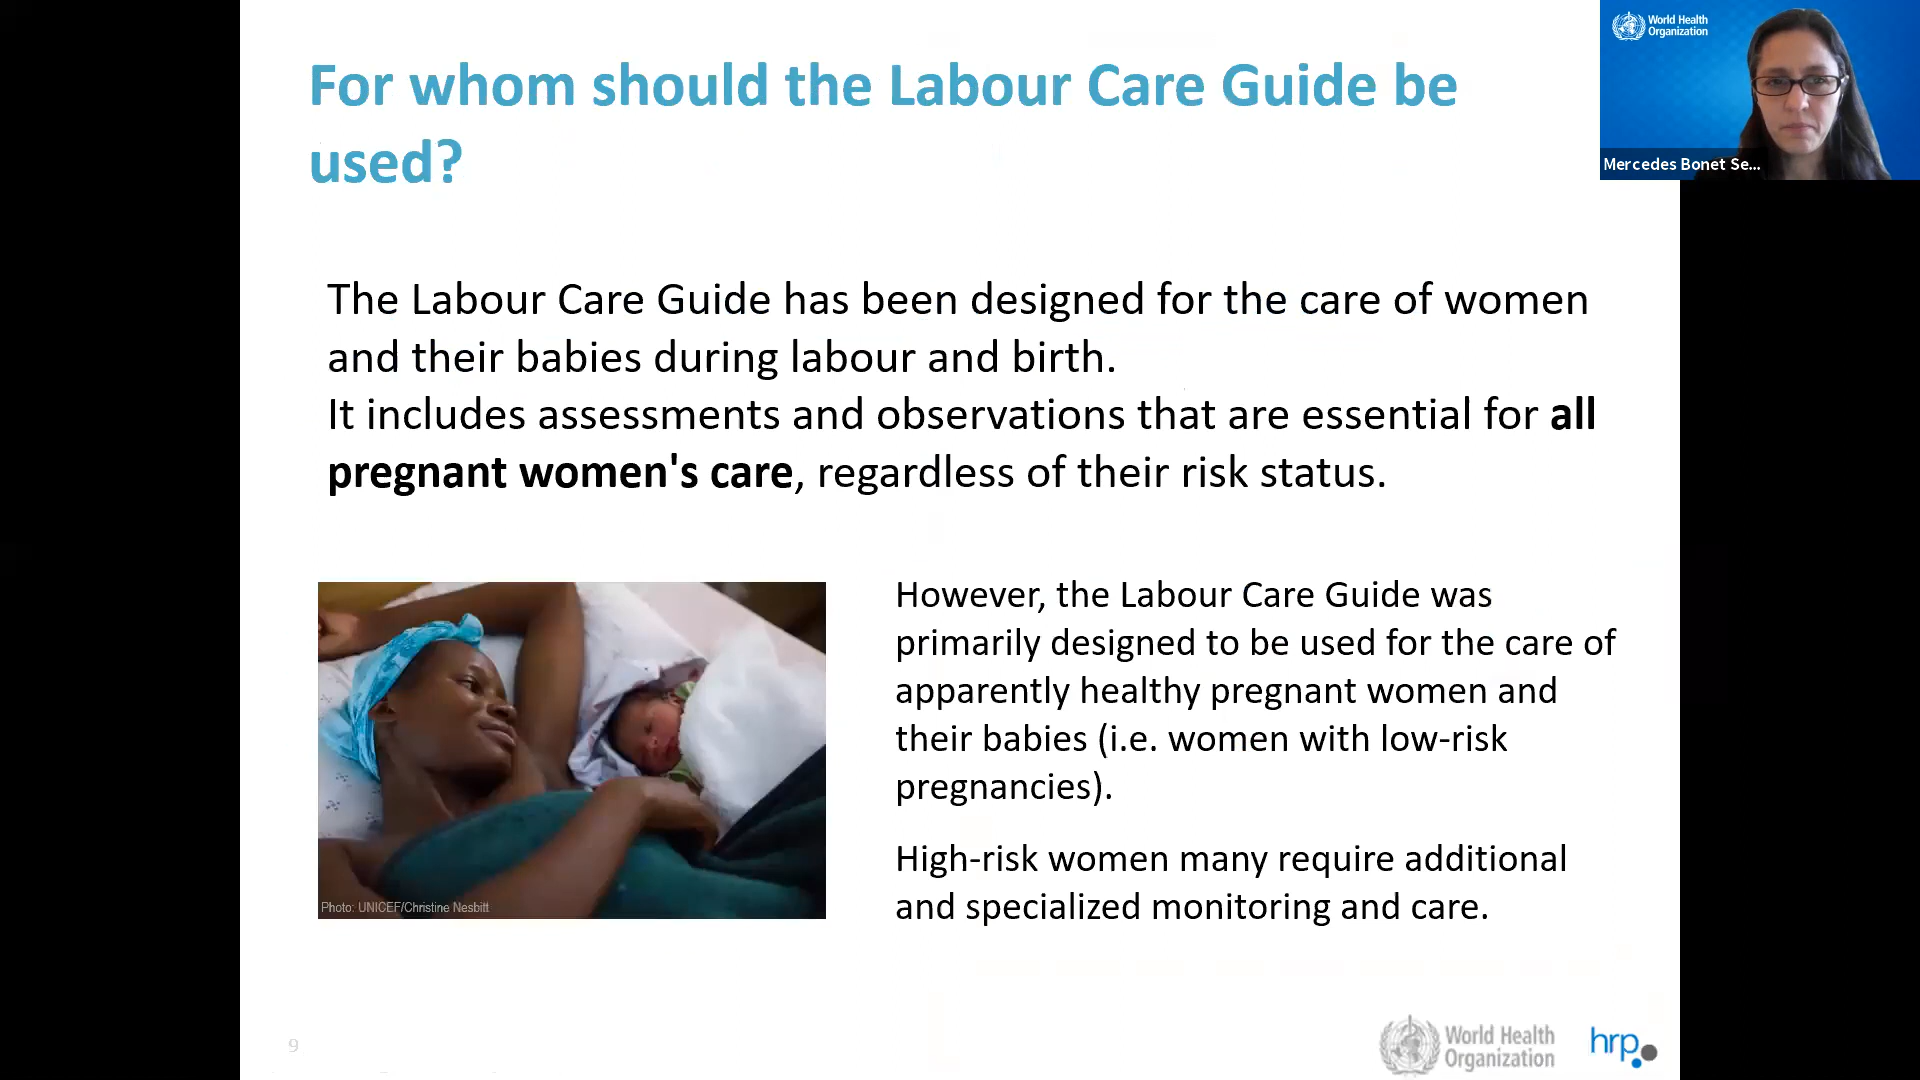 For whom should the Labour Care Guide be
used?
World Health
Organization
Mercedes Bonet Se...
The Labour Care Guide has been designed for the care of women
and their babies during labour and birth.
It includes assessments and observations that are essential for all
pregnant women's care, regardless of their risk status.
However, the Labour Care Guide was
primarily designed to be used for the care of
apparently healthy pregnant women and
their babies (i.e. women with low-risk
pregnancies).
High-risk women many require additional
and specialized monitoring and care.
Photo: UNICEF/Christine Nesbitt
9
World Health
Organization
hrp